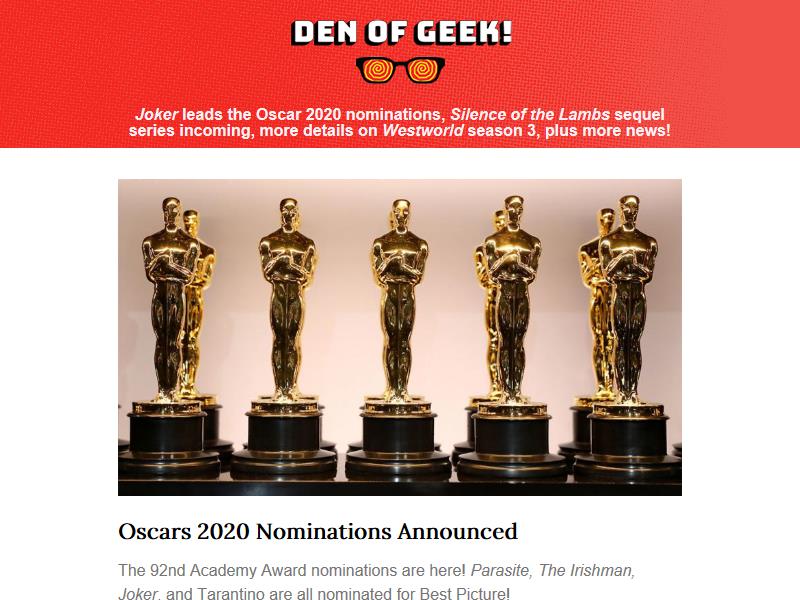 DEN OF GEEK!
Joker leads the Oscar 2020 nominations, Silence of the Lambs sequel
series incoming, more details on Westworld season 3, plus more news!
Oscars 2020 Nominations Announced
The 92nd Academy Award nominations are here! Parasite, The Irishman,
Joker, and Tarantino are all nominated for Best Picture!